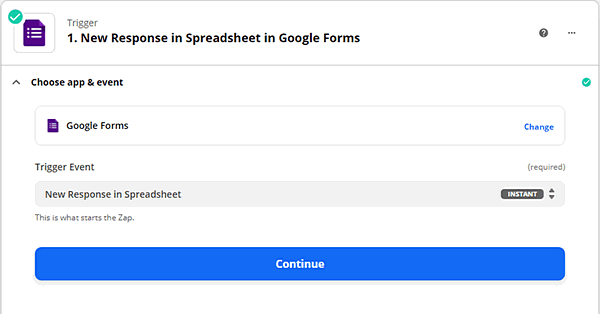 Trigger
1. New Response in Spreadsheet in Google Forms
Choose app & event
Google Forms
Change
Trigger Event
(required)
New Response in Spreadsheet
INSTANT
This is what starts the Zap.
Continue